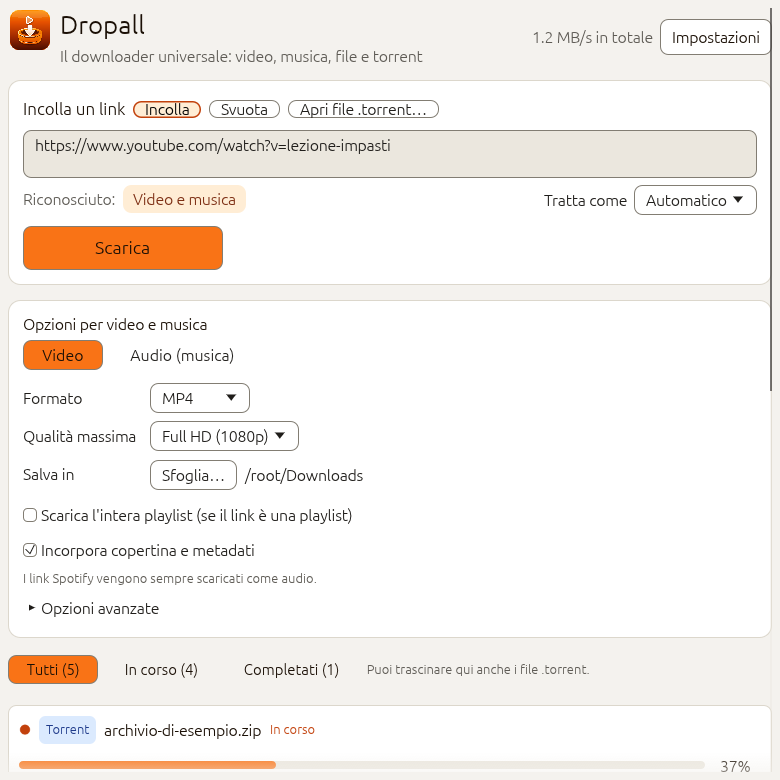 Dropall
Il downloader universale: video, musica, file e torrent
1.2 MB/s in totale
Impostazioni
Incolla un link
Incolla
Svuota
Apri file .torrent…
https://www.youtube.com/watch?v=lezione-impasti
Riconosciuto:
Video e musica
Tratta come
Automatico
Scarica
Opzioni per video e musica
Video
Audio (musica)
Formato
MP4
Qualità massima
Full HD (1080p)
Salva in
Sfoglia…
/root/Downloads
Scarica l'intera playlist (se il link è una playlist)
Incorpora copertina e metadati
I link Spotify vengono sempre scaricati come audio.
Opzioni avanzate
Tutti (5)
In corso (4)
Completati (1)
Puoi trascinare qui anche i file .torrent.
Torrent
archivio-di-esempio.zip
In corso
37%